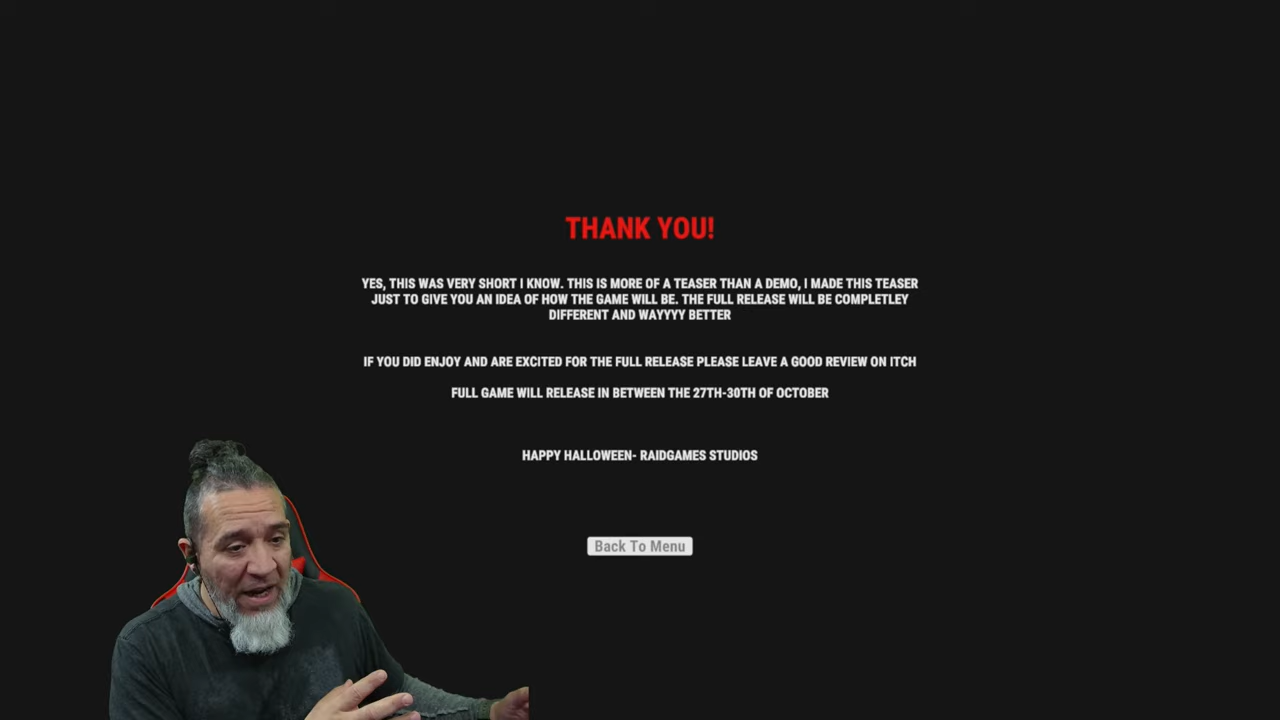 THANK YOU!
YES, THIS WAS VERY SHORT I KNOW. THIS IS MORE OF A TEASER THAN A DEMO, I MADE THIS TEASER
JUST TO GIVE YOU AN IDEA OF HOW THE GAME WILL BE. THE FULL RELEASE WILL BE COMPLETLEY
DIFFERENT AND WAYYYY BETTER
IF YOU DID ENJOY AND ARE EXCITED FOR THE FULL RELEASE PLEASE LEAVE A GOOD REVIEW ON ITCH
FULL GAME WILL RELEASE IN BETWEEN THE 27TH-30TH OF OCTOBER
HAPPY HALLOWEEN- RAIDGAMES STUDIOS
Back To Menu